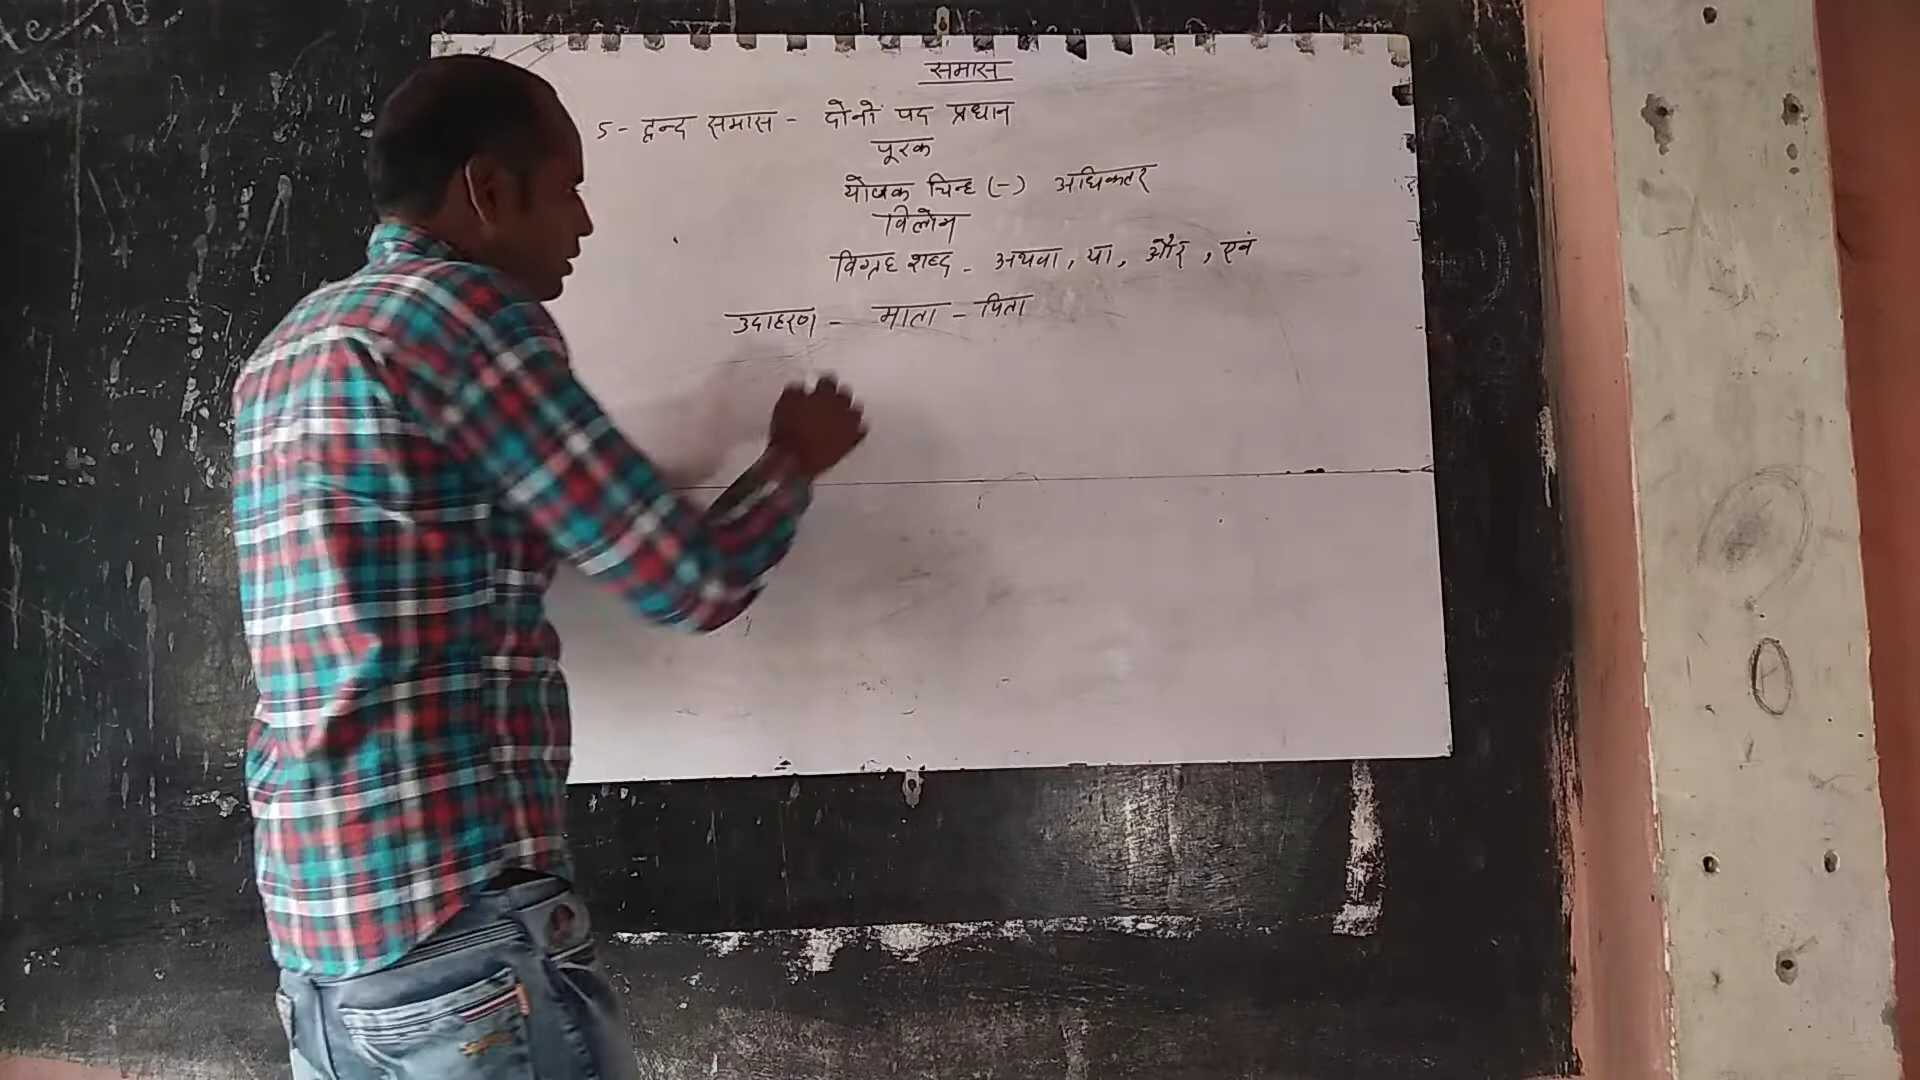 समास
5- द्वन्द समास - दोनों पद प्रधान
पूरक
योजक चिन्ह (-) अधिकतर
विलोम
विग्रह शब्द - अथवा, या, और, एवं
उदाहरण - माता - पिता